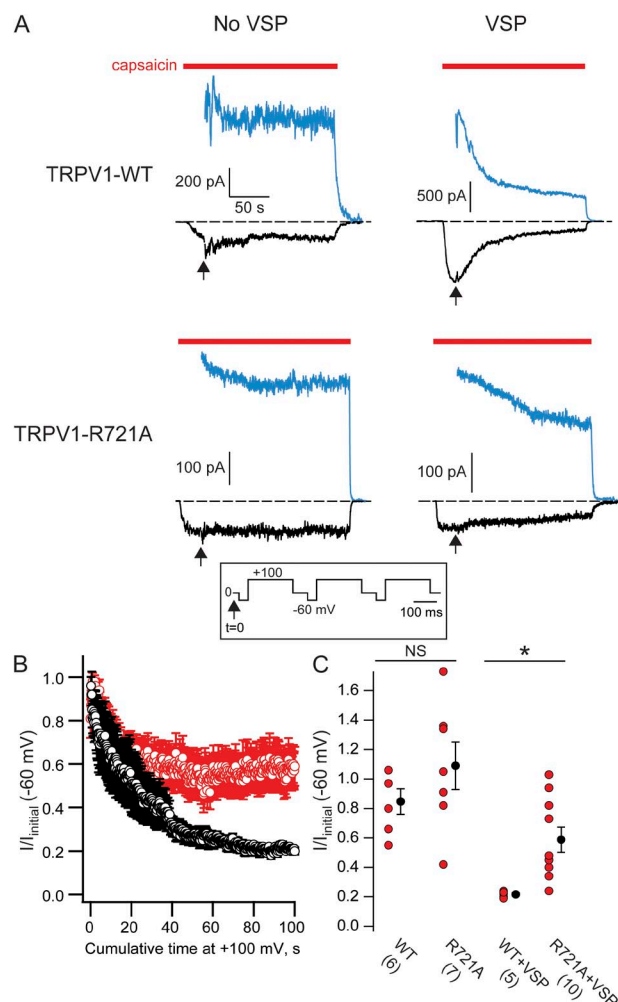 A
No VSP
VSP
capsaicin
TRPV1-WT
200 pA
50 s
500 pA
TRPV1-R721A
100 pA
100 pA
+100
0
-60 mV
100 ms
t=0
B
I/Iinitial (-60 mV)
1.0
0.8
0.6
0.4
0.2
0.0
0
20
40
60
80
100
Cumulative time at +100 mV, s
C
NS
*
I/Iinitial (-60 mV)
1.6
1.4
1.2
1.0
0.8
0.6
0.4
0.2
0.0
WT
(6)
R721A
(7)
WT+VSP
(5)
R721A+VSP
(10)